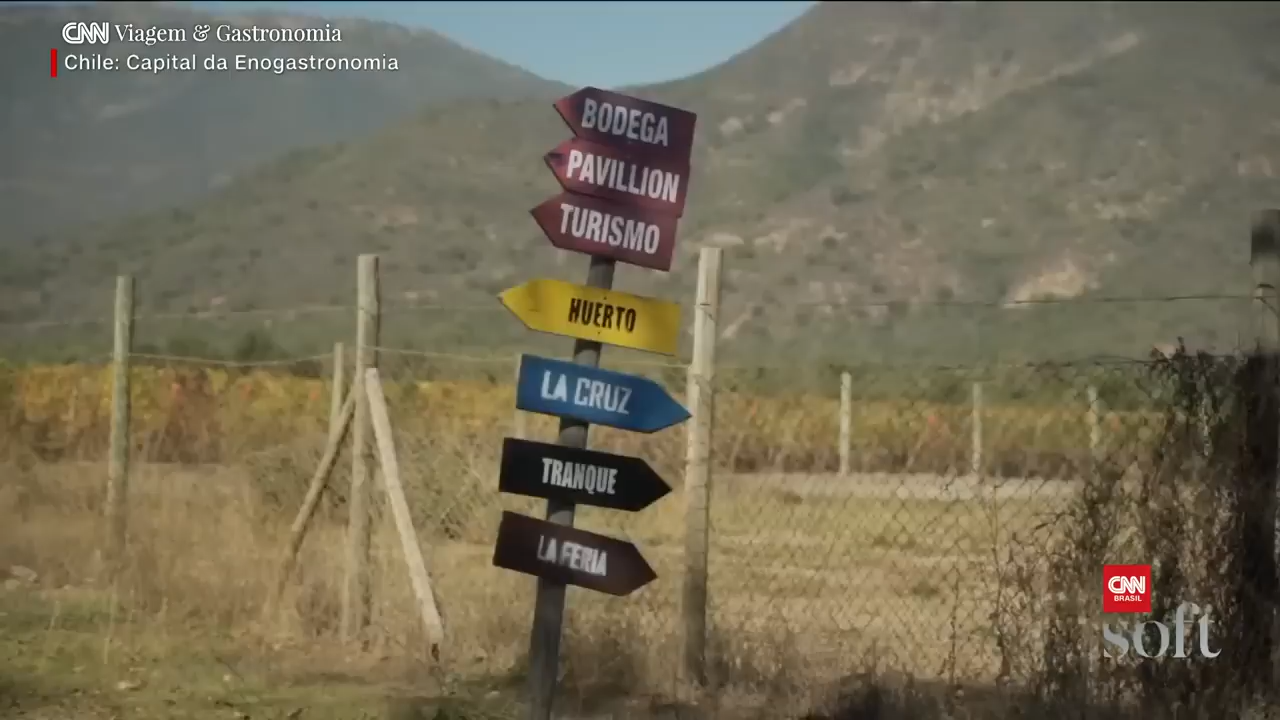 CNN Viagem & Gastronomia
Chile: Capital da Enogastronomia
BODEGA
PAVILLION
TURISMO
HUERTO
LA CRUZ
TRANQUE
LA FERIA
CNN
BRASIL
soft